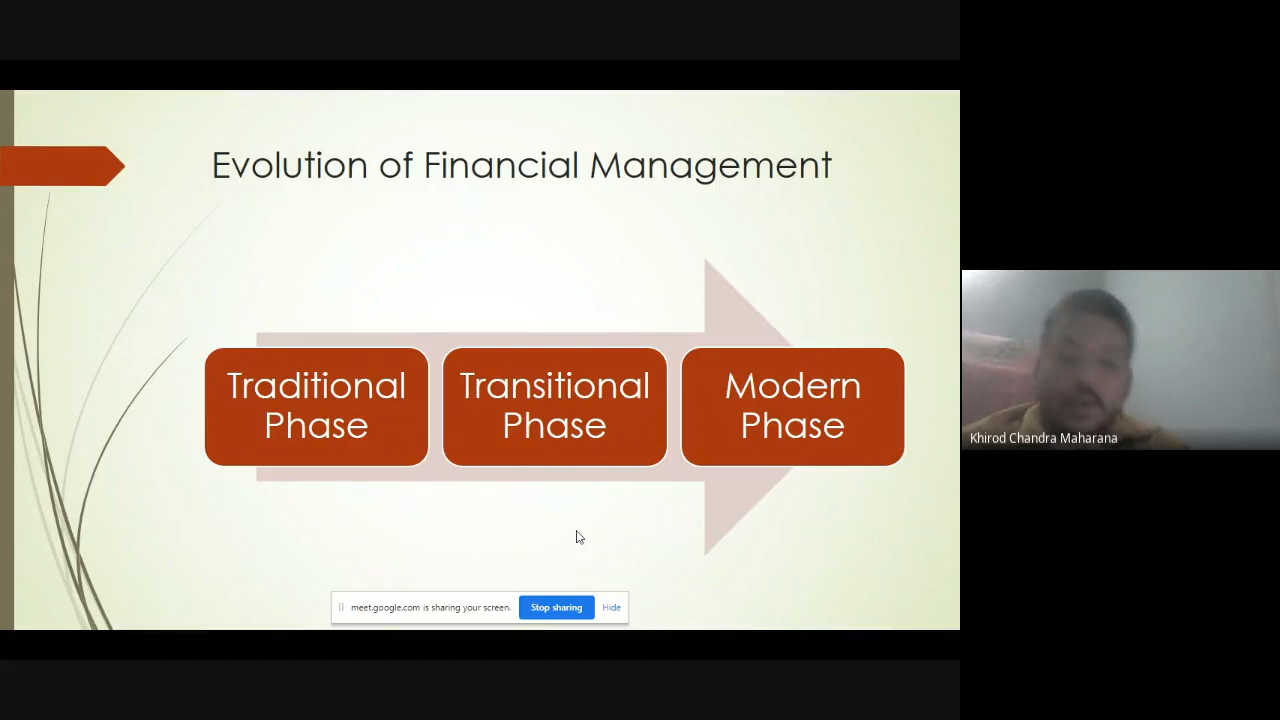 Evolution of Financial Management
Traditional
Phase
Transitional
Phase
Modern
Phase
Khirod Chandra Maharana
meet.google.com is sharing your screen.
Stop sharing
Hide